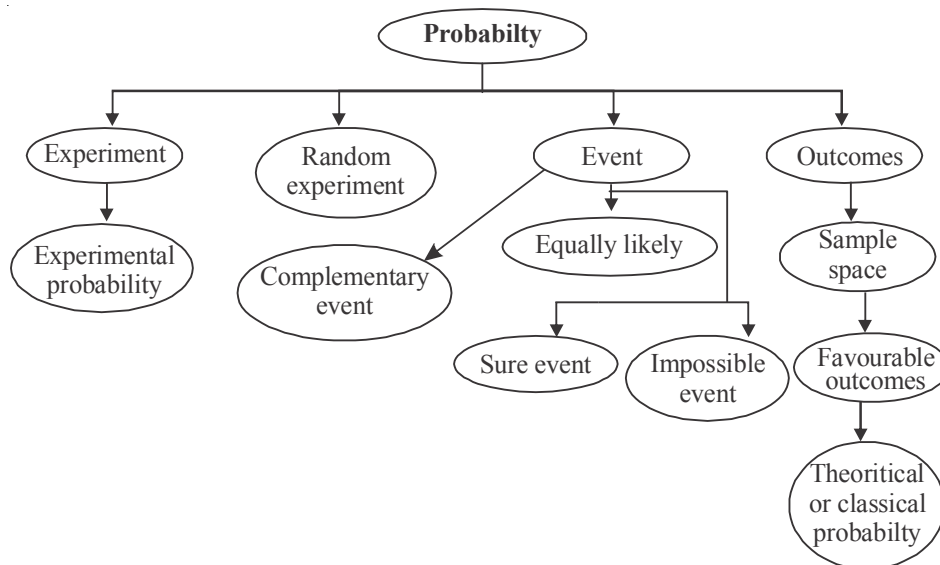 Probabilty
Experiment
Random
experiment
Event
Outcomes
Experimental
probability
Complementary
event
Equally likely
Sample
space
Sure event
Impossible
event
Favourable
outcomes
Theoritical
or classical
probabilty